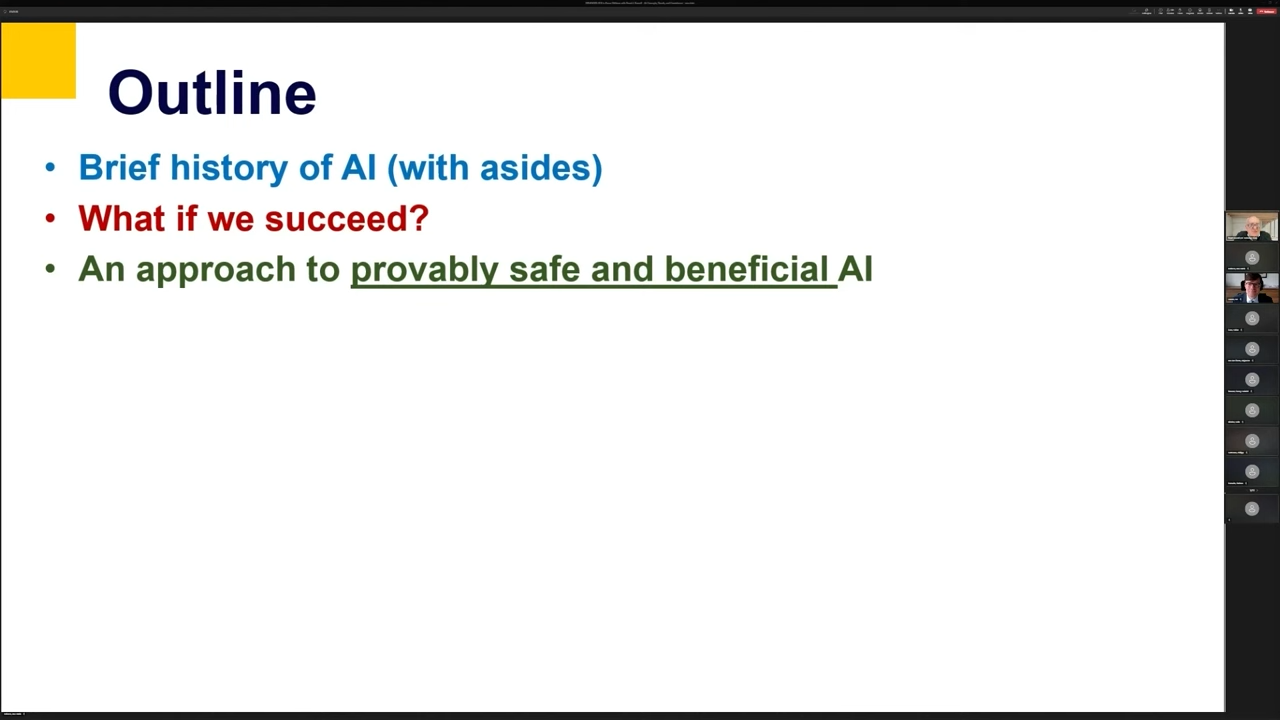 Outline
• Brief history of AI (with asides)
• What if we succeed?
• An approach to provably safe and beneficial AI